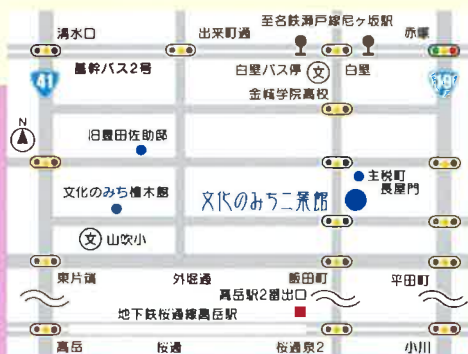 至名鉄瀬戸線尼ヶ坂駅
清水口
出来町通
赤塚
基幹バス2号
白壁バス停
文
白壁
金城学院高校
41
19
N
旧豊田佐助邸
主税町
長屋門
文化のみち橦木館
文化のみち二葉館
文
山吹小
東片端
外堀通
飯田町
平田町
高岳駅2番出口
地下鉄桜通線高岳駅
高岳
桜通
桜通泉2
小川